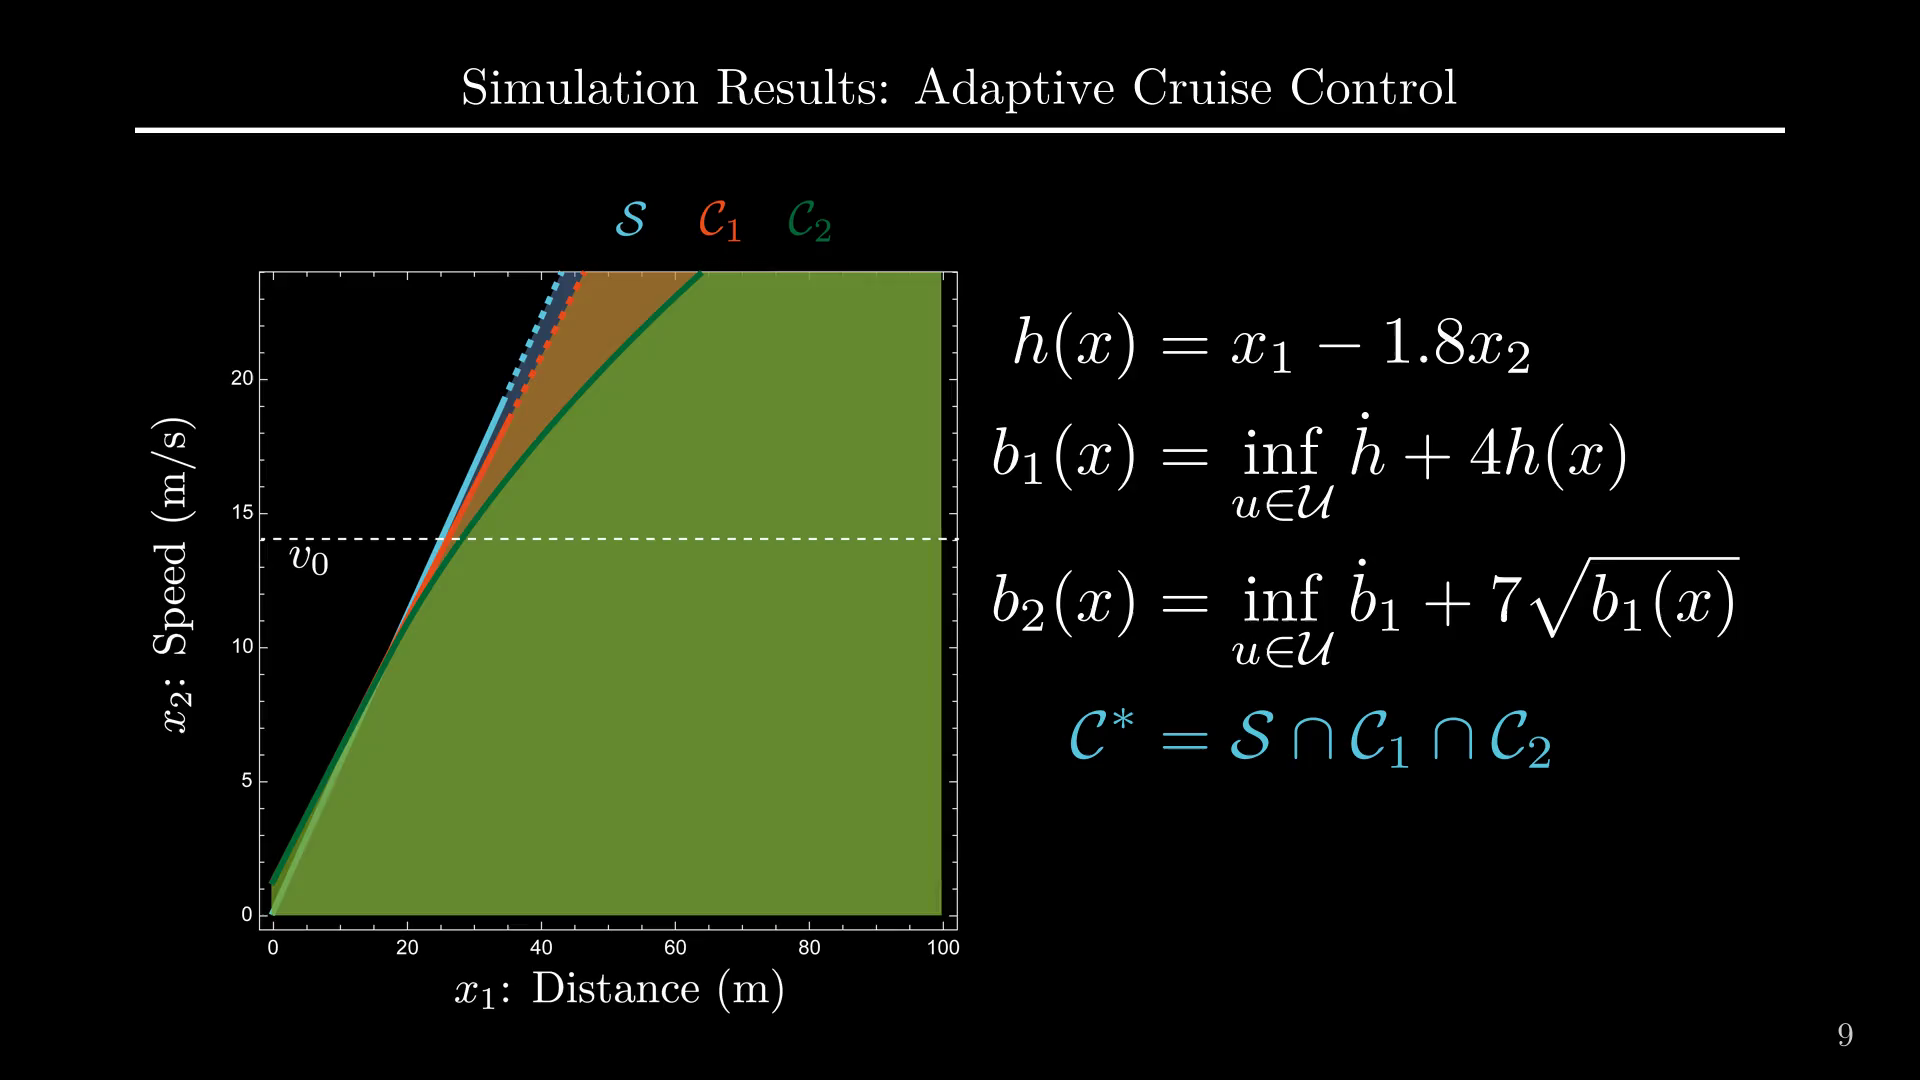 Simulation Results: Adaptive Cruise Control
𝒮 𝒞₁ 𝒞₂
x₂: Speed (m/s)
20
15
10
5
0
v₀
0 20 40 60 80 100
x₁: Distance (m)
h(x) = x₁ − 1.8x₂
b₁(x) = inf ḣ + 4h(x)
u∈𝒰
b₂(x) = inf ḃ₁ + 7√b₁(x)
u∈𝒰
𝒞* = 𝒮 ∩ 𝒞₁ ∩ 𝒞₂
9